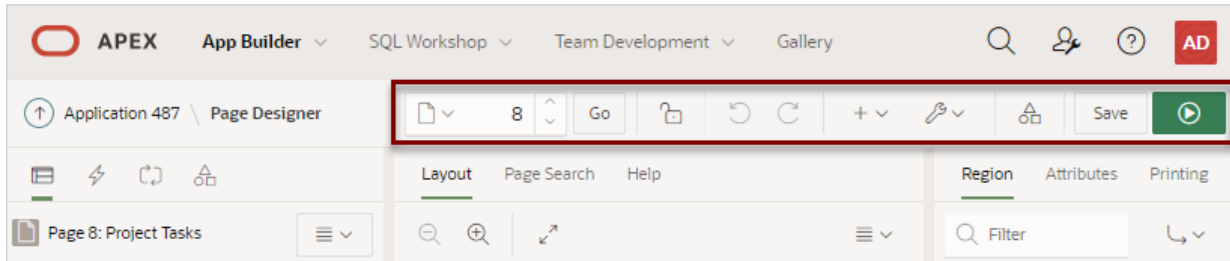 APEX App Builder SQL Workshop Team Development Gallery AD
Application 487 \ Page Designer 8 Go Save
Layout Page Search Help Region Attributes Printing
Page 8: Project Tasks Filter